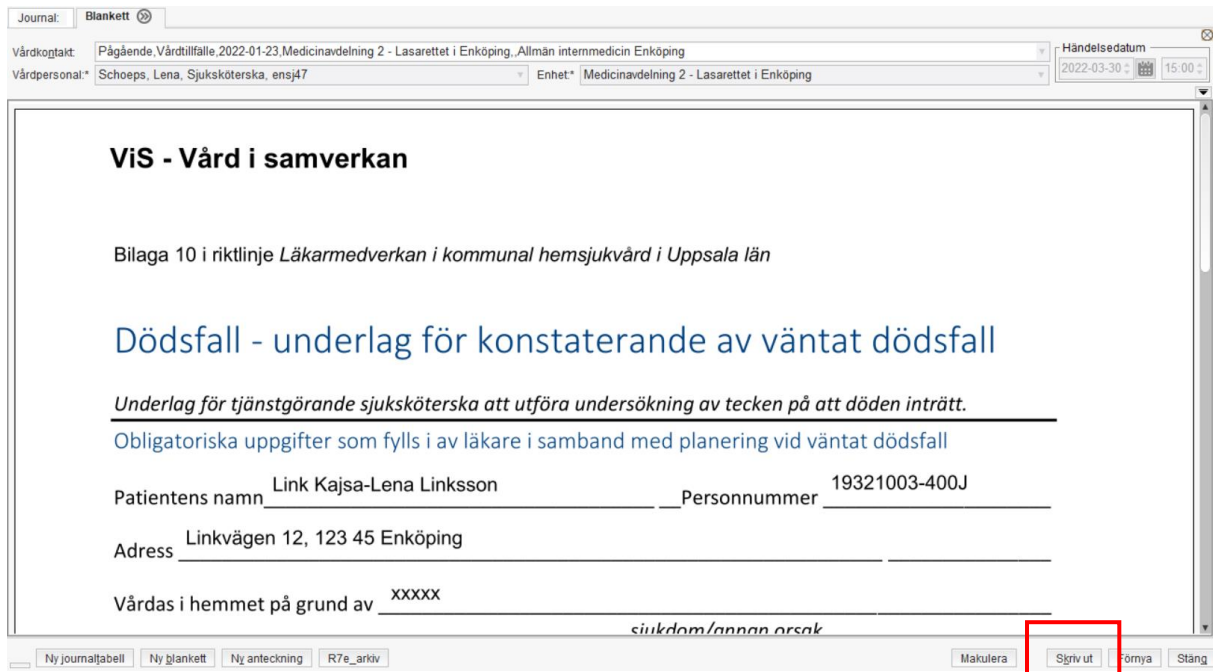 Journal: Blankett
Vårdkontakt: Pågående,Vårdtillfälle,2022-01-23,Medicinavdelning 2 - Lasarettet i Enköping,,Allmän internmedicin Enköping
Händelsedatum
Vårdpersonal:* Schoeps, Lena, Sjuksköterska, ensj47 Enhet:* Medicinavdelning 2 - Lasarettet i Enköping 2022-03-30 15:00
ViS - Vård i samverkan
Bilaga 10 i riktlinje Läkarmedverkan i kommunal hemsjukvård i Uppsala län
Dödsfall - underlag för konstaterande av väntat dödsfall
Underlag för tjänstgörande sjuksköterska att utföra undersökning av tecken på att döden inträtt.
Obligatoriska uppgifter som fylls i av läkare i samband med planering vid väntat dödsfall
Patientens namn Link Kajsa-Lena Linksson Personnummer 19321003-400J
Adress Linkvägen 12, 123 45 Enköping
Vårdas i hemmet på grund av xxxxx
sjukdom/annan orsak
Ny journaltabell Ny blankett Ny anteckning R7e_arkiv Makulera Skriv ut Förnya Stäng